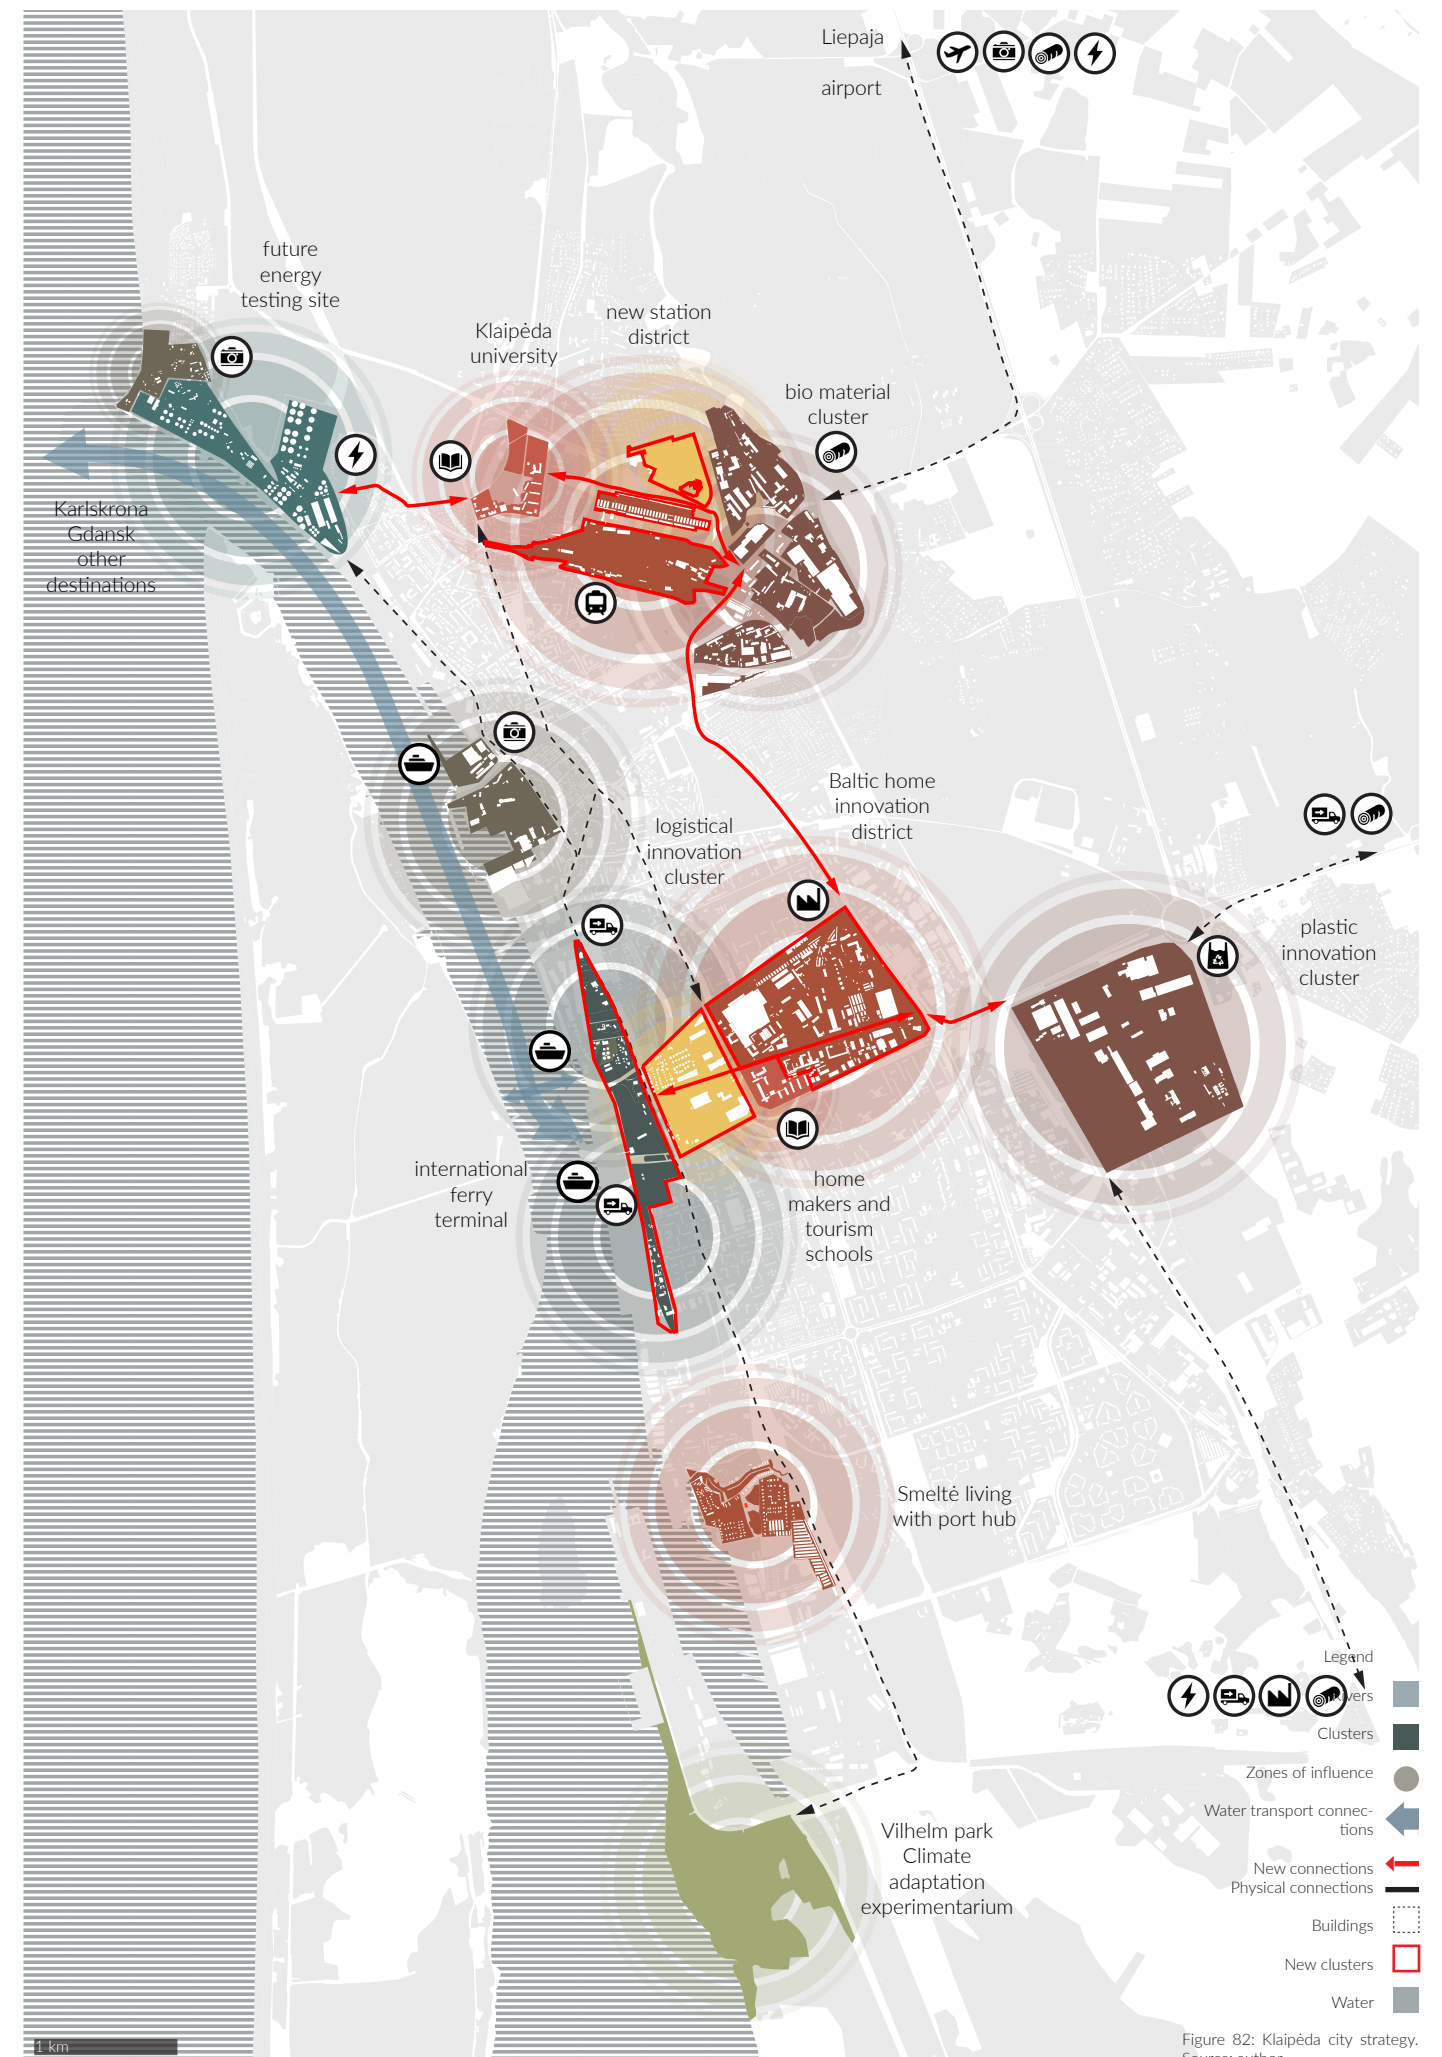 Liepaja
airport
future
energy
testing site
new station
district
Klaipėda
university
bio material
cluster
Karlskrona
Gdansk
other
destinations
Baltic home
innovation
district
logistical
innovation
cluster
plastic
innovation
cluster
international
ferry
terminal
home
makers and
tourism
schools
Smeltė living
with port hub
Vilhelm park
Climate
adaptation
experimentarium
Legend
Rivers
Clusters
Zones of influence
Water transport connec-
tions
New connections
Physical connections
Buildings
New clusters
Water
1 km
Figure 82: Klaipėda city strategy.